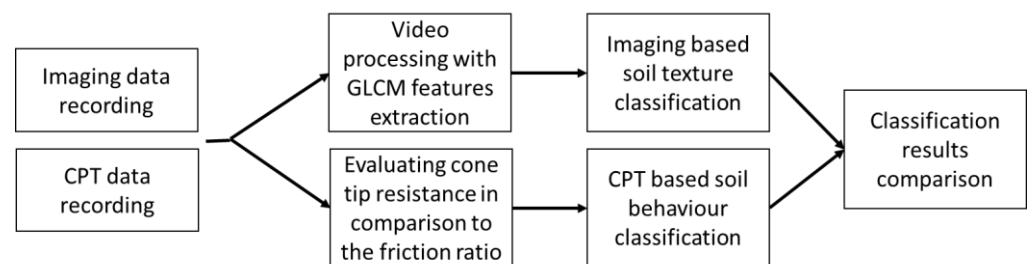 Imaging data
recording
CPT data
recording
Video
processing with
GLCM features
extraction
Evaluating cone
tip resistance in
comparison to
the friction ratio
Imaging based
soil texture
classification
CPT based soil
behaviour
classification
Classification
results
comparison